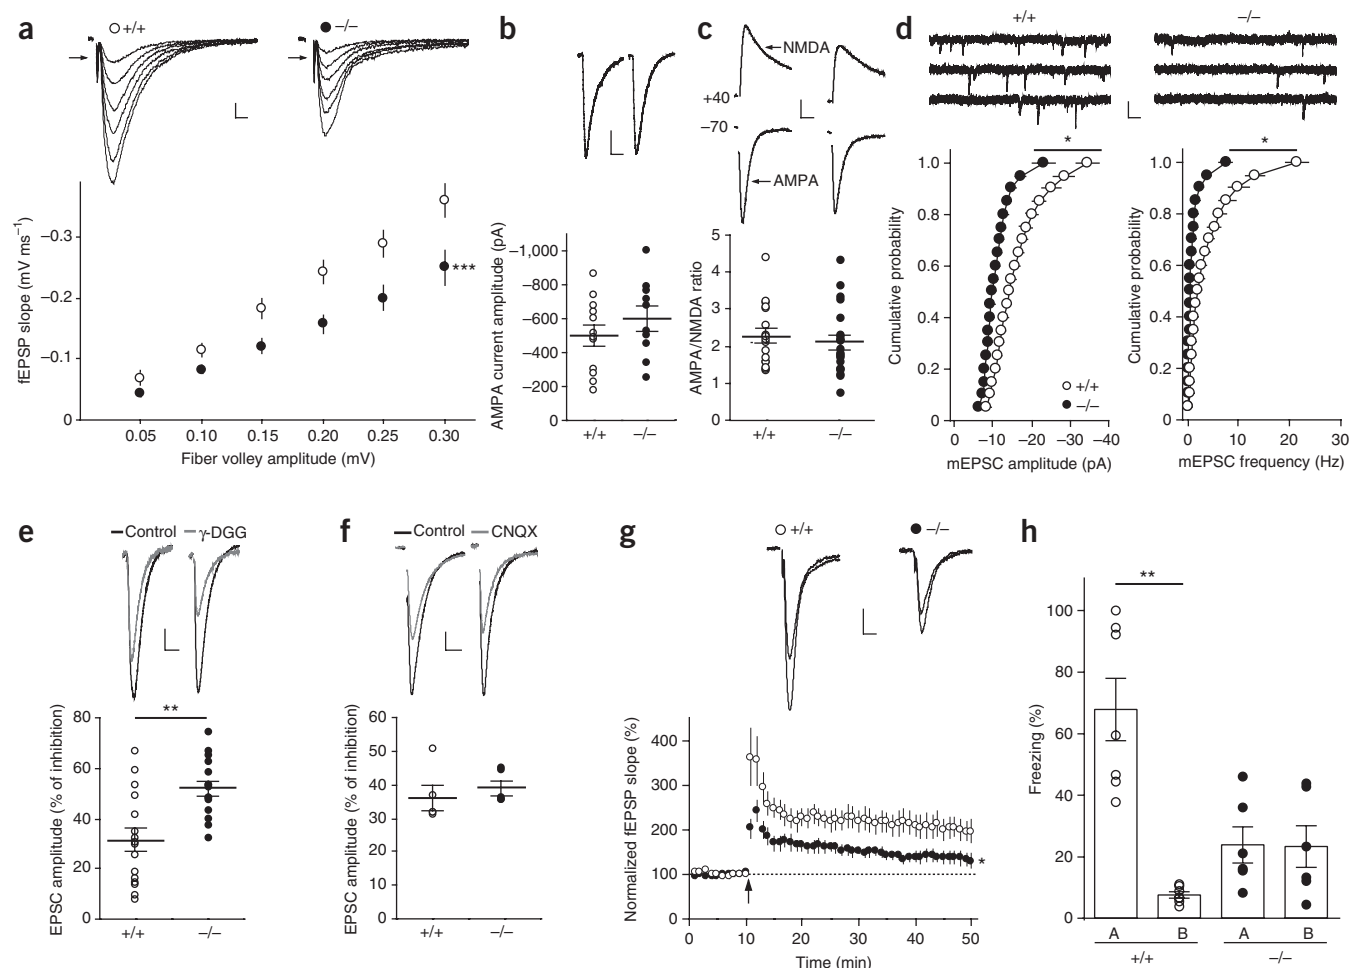 a
+/+
−/−
fEPSP slope (mV ms−1)
−0.3
−0.2
−0.1
0
0.05 0.10 0.15 0.20 0.25 0.30
***
Fiber volley amplitude (mV)
b
AMPA current amplitude (pA)
−1,000
−800
−600
−400
−200
0
+/+ −/−
c
NMDA
+40
−70
AMPA
AMPA/NMDA ratio
5
4
3
2
1
0
+/+ −/−
d
+/+ −/−
*
Cumulative probability
1.0
0.8
0.6
0.4
0.2
0
+/+
−/−
0 −10 −20 −30 −40
mEPSC amplitude (pA)
*
Cumulative probability
1.0
0.8
0.6
0.4
0.2
0
0 10 20 30
mEPSC frequency (Hz)
e
Control γ-DGG
**
EPSC amplitude (% of inhibition)
80
60
40
20
0
+/+ −/−
f
Control CNQX
EPSC amplitude (% of inhibition)
60
50
40
30
20
10
0
+/+ −/−
g
+/+ −/−
Normalized fEPSP slope (%)
400
300
200
100
0
*
0 10 20 30 40 50
Time (min)
h
**
Freezing (%)
100
80
60
40
20
0
A B A B
+/+ −/−